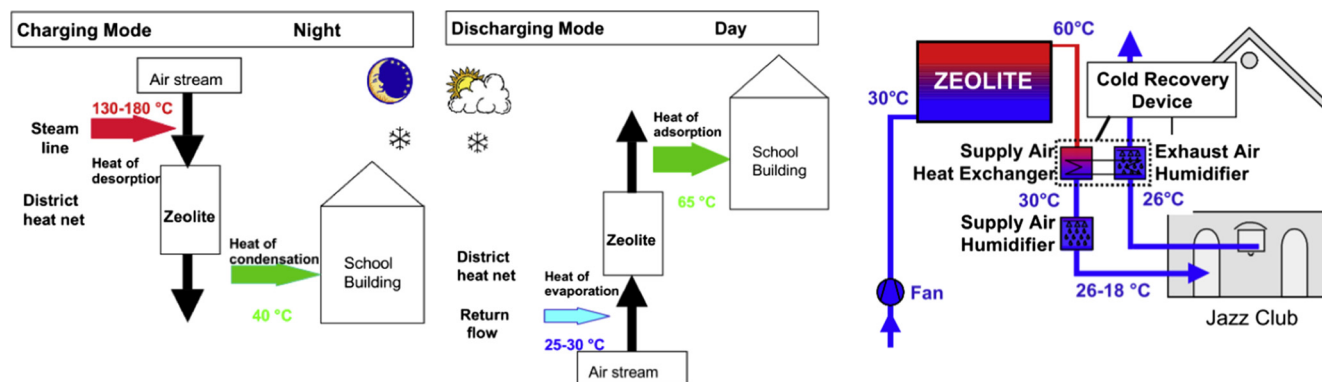 Charging Mode Night
Air stream
130-180 °C
Steam
line
Heat of
desorption
District
heat net
Zeolite
Heat of
condensation
40 °C
School
Building
Discharging Mode Day
Heat of
adsorption
65 °C
School
Building
Zeolite
District
heat net
Heat of
evaporation
Return
flow
25-30 °C
Air stream
60°C
ZEOLITE
30°C
Cold Recovery
Device
Supply Air
Heat Exchanger
Exhaust Air
Humidifier
30°C
26°C
Supply Air
Humidifier
26-18 °C
Fan
Jazz Club